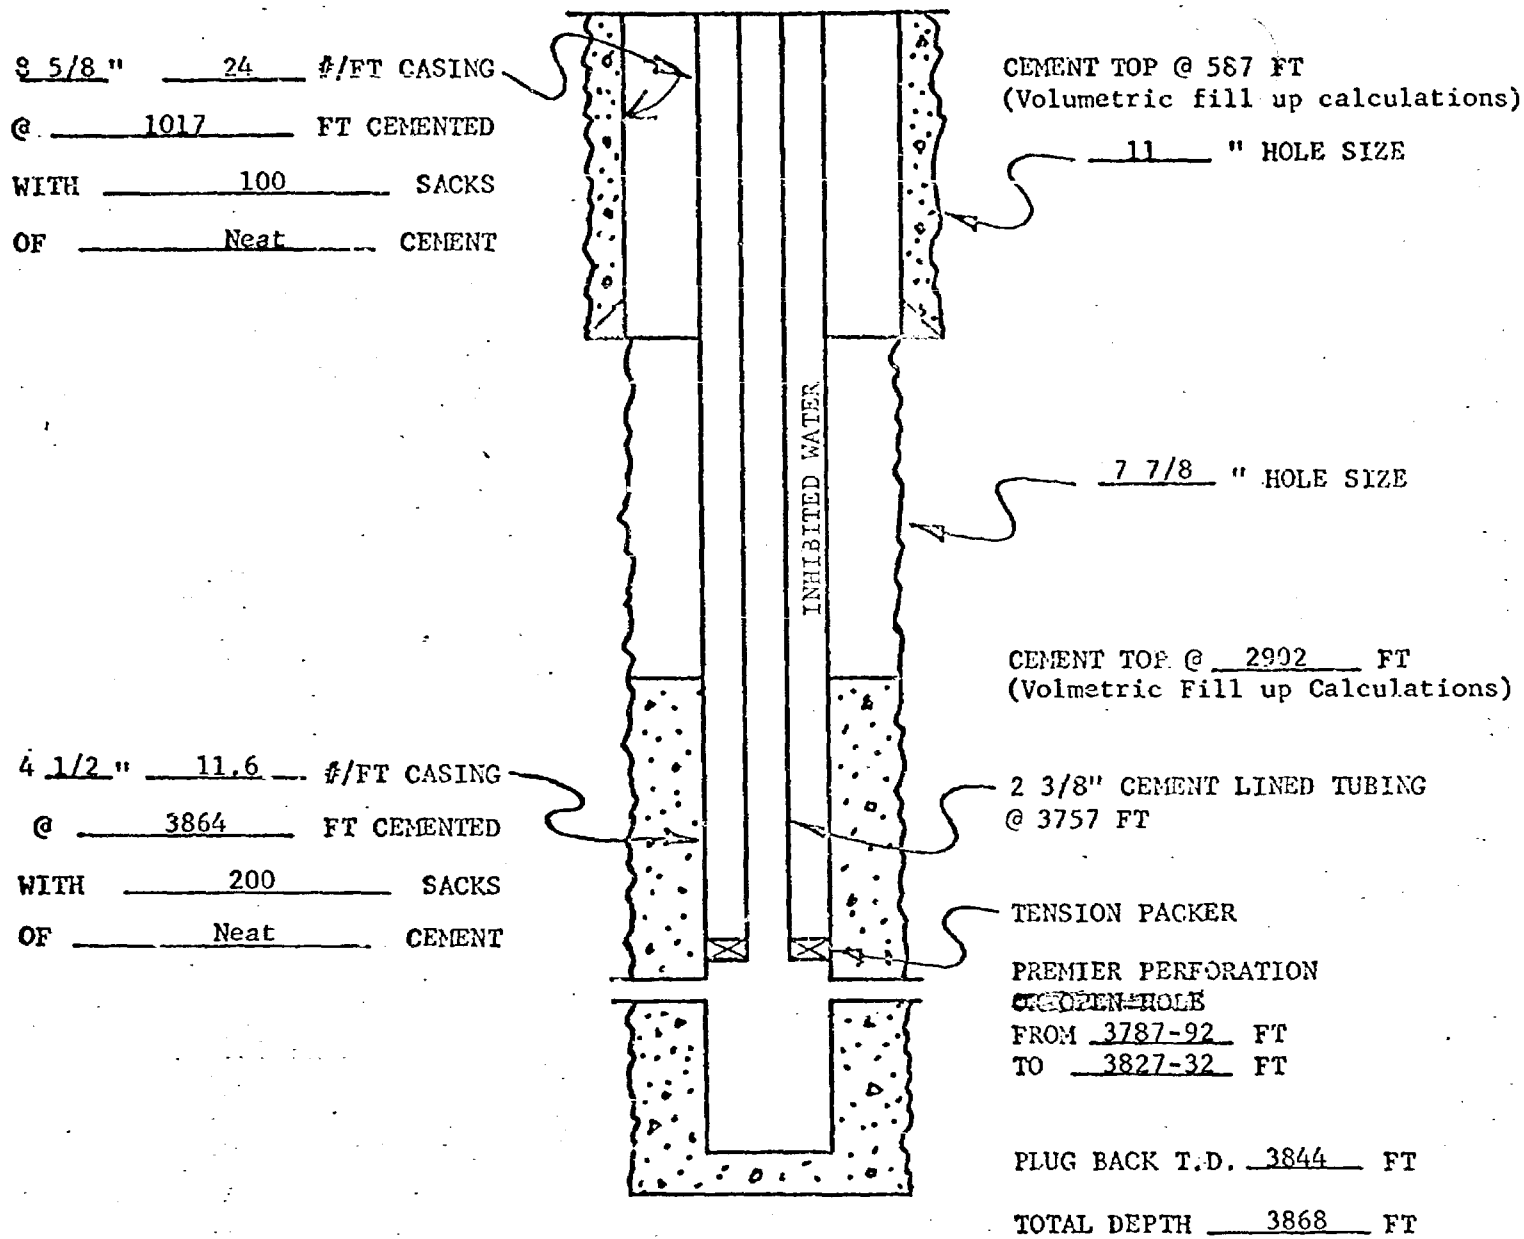 8 5/8 " 24 #/FT CASING
@ 1017 FT CEMENTED
WITH 100 SACKS
OF Neat CEMENT
CEMENT TOP @ 587 FT
(Volumetric fill up calculations)
11 " HOLE SIZE
INHIBITED WATER
7 7/8 " HOLE SIZE
CEMENT TOP @ 2902 FT
(Volmetric Fill up Calculations)
4 1/2 " 11.6 #/FT CASING
@ 3864 FT CEMENTED
WITH 200 SACKS
OF Neat CEMENT
2 3/8" CEMENT LINED TUBING
@ 3757 FT
TENSION PACKER
PREMIER PERFORATION
OPEN HOLE
FROM 3787-92 FT
TO 3827-32 FT
PLUG BACK T.D. 3844 FT
TOTAL DEPTH 3868 FT